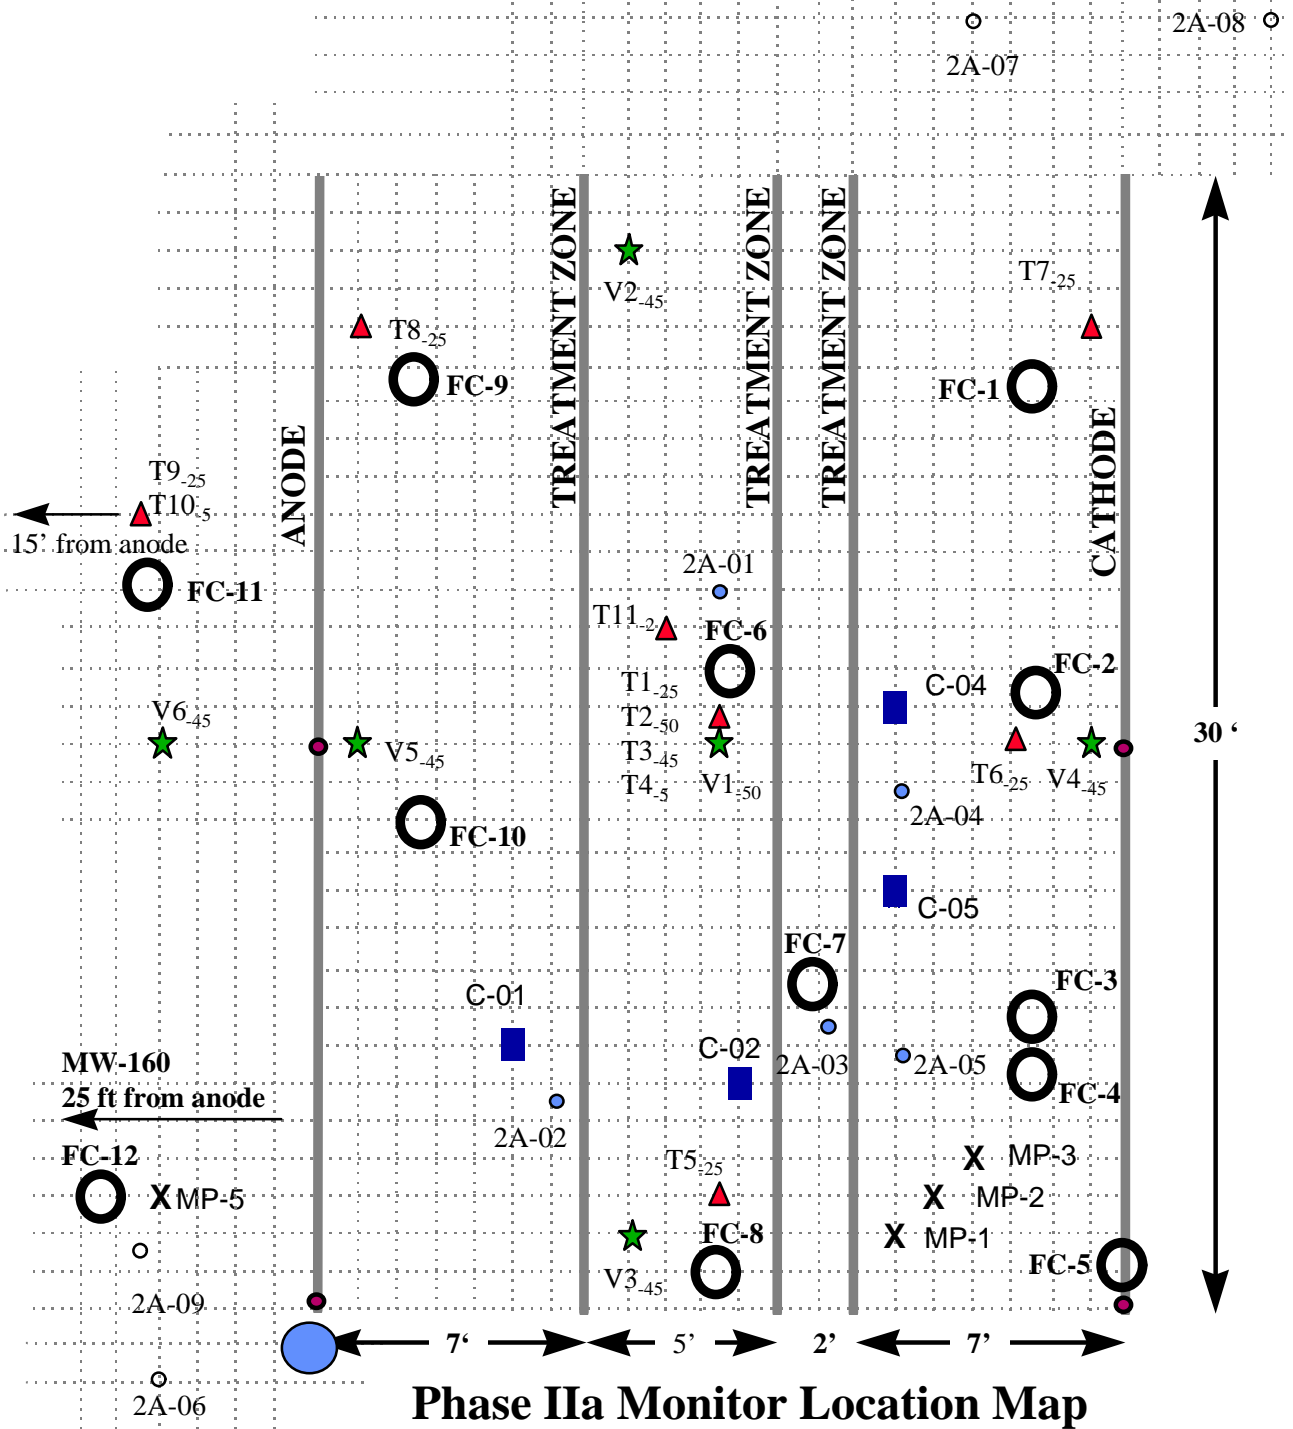 2A-08
2A-07
TREATMENT ZONE
TREATMENT ZONE
TREATMENT ZONE
T7-25
V2-45
T8-25
FC-9
FC-1
ANODE
CATHODE
T9-25
T10-5
15’ from anode
FC-11
2A-01
T11-2
FC-6
FC-2
T1-25
C-04
V6-45
T2-50
30 ‘
V5-45
T3-45
T4-5
V1-50
T6-25
V4-45
2A-04
FC-10
C-05
FC-7
FC-3
C-01
C-02
MW-160
25 ft from anode
2A-03
2A-05
FC-4
2A-02
FC-12
T5-25
X MP-3
X MP-5
X MP-2
FC-8
X MP-1
FC-5
V3-45
2A-09
7‘
5’
2’
7’
2A-06
Phase IIa Monitor Location Map